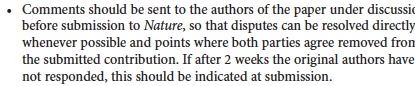 • Comments should be sent to the authors of the paper under
before submission to Nature, so that disputes can be resolved directly
whenever possible and points where both parties agree removed from
the submitted contribution. If after 2 weeks the original authors have
not responded, this should be indicated at submission.